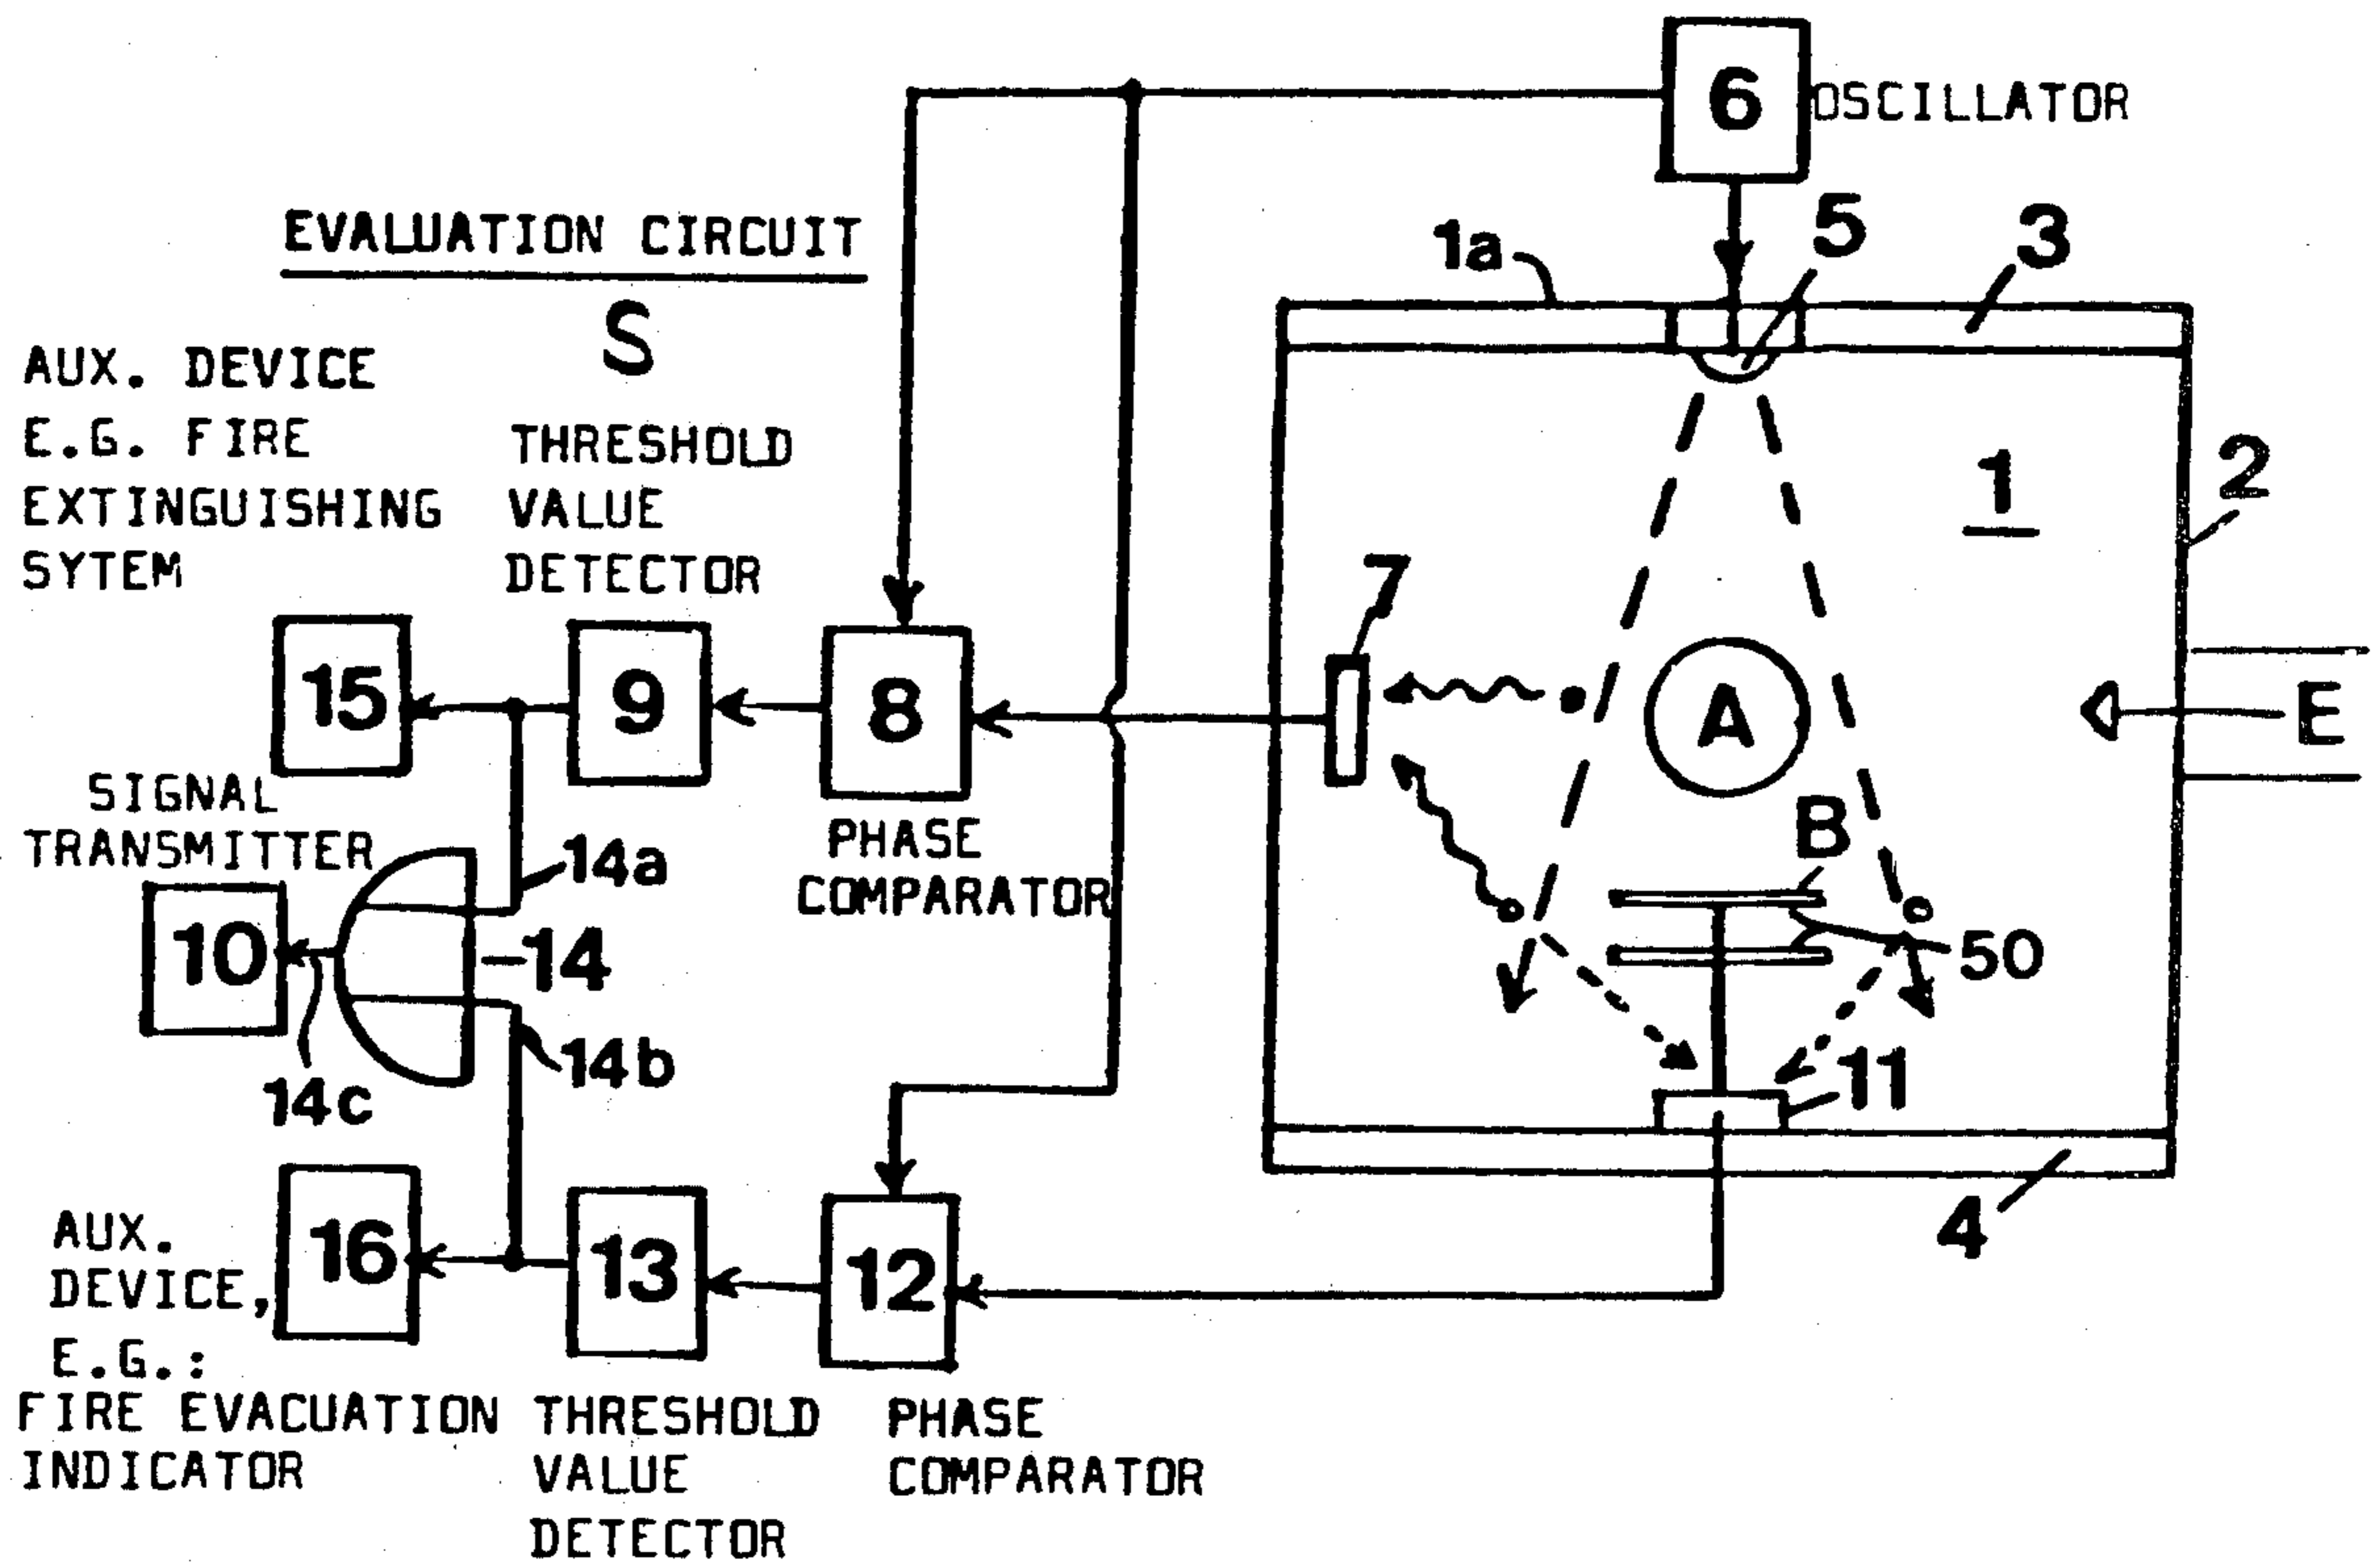 6
OSCILLATOR
5
3
1a
EVALUATION CIRCUIT
S
AUX. DEVICE
E.G. FIRE
EXTINGUISHING
SYTEM
THRESHOLD
VALUE
DETECTOR
1
2
7
15
9
8
A
E
SIGNAL
TRANSMITTER
PHASE
COMPARATOR
B
14a
10
14
50
14b
14c
11
4
16
13
12
AUX.
DEVICE,
E.G.:
FIRE EVACUATION
INDICATOR
THRESHOLD
VALUE
DETECTOR
PHASE
COMPARATOR